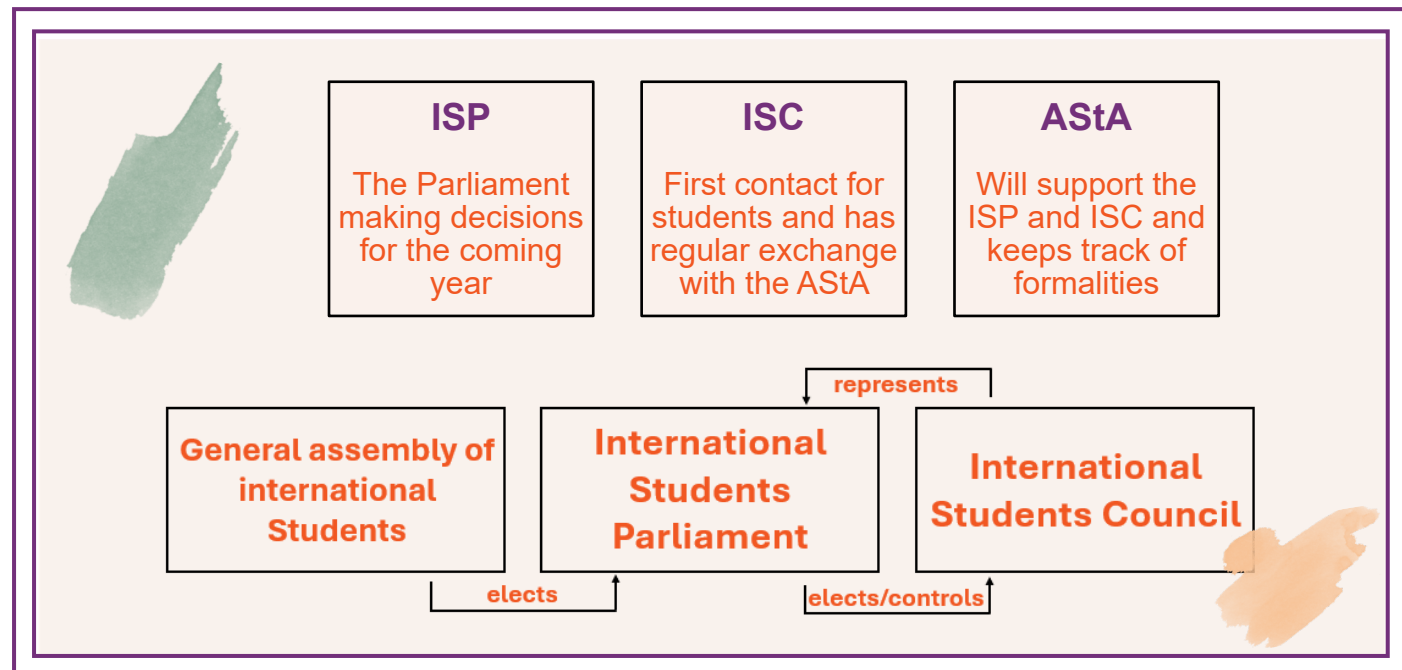 ISP
The Parliament
making decisions
for the coming
year
ISC
First contact for
students and has
regular exchange
with the AStA
AStA
Will support the
ISP and ISC and
keeps track of
formalities
represents
General assembly of
international
Students
International
Students
Parliament
International
Students Council
elects
elects/controls